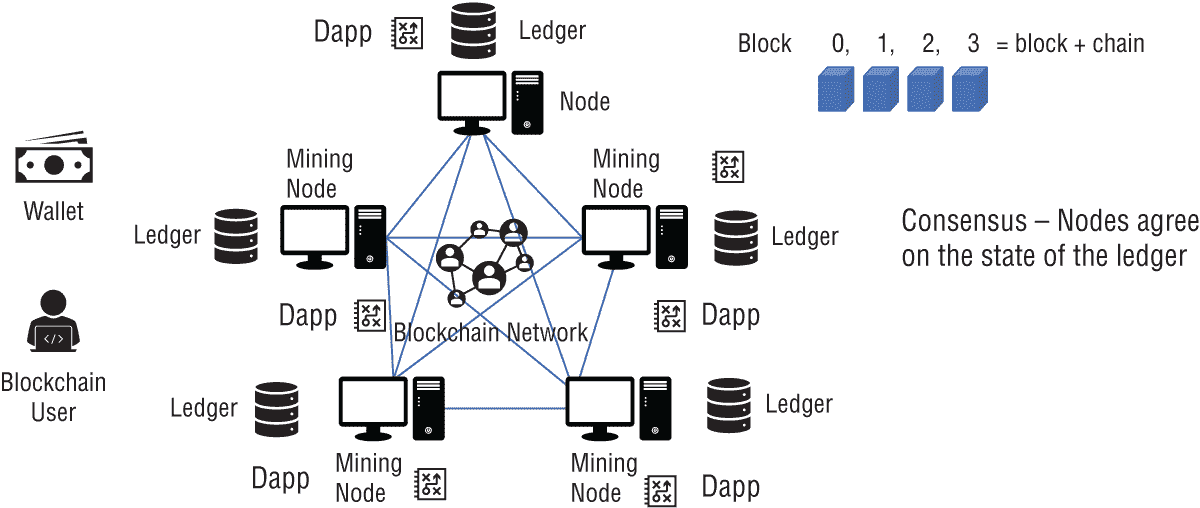 Dapp
Ledger
Block 0, 1, 2, 3 = block + chain
Node
Mining
Node
Mining
Node
Wallet
Ledger
Ledger
Consensus – Nodes agree
on the state of the ledger
Dapp
Blockchain Network
Dapp
Blockchain
User
Ledger
Ledger
Dapp
Mining
Node
Mining
Node
Dapp